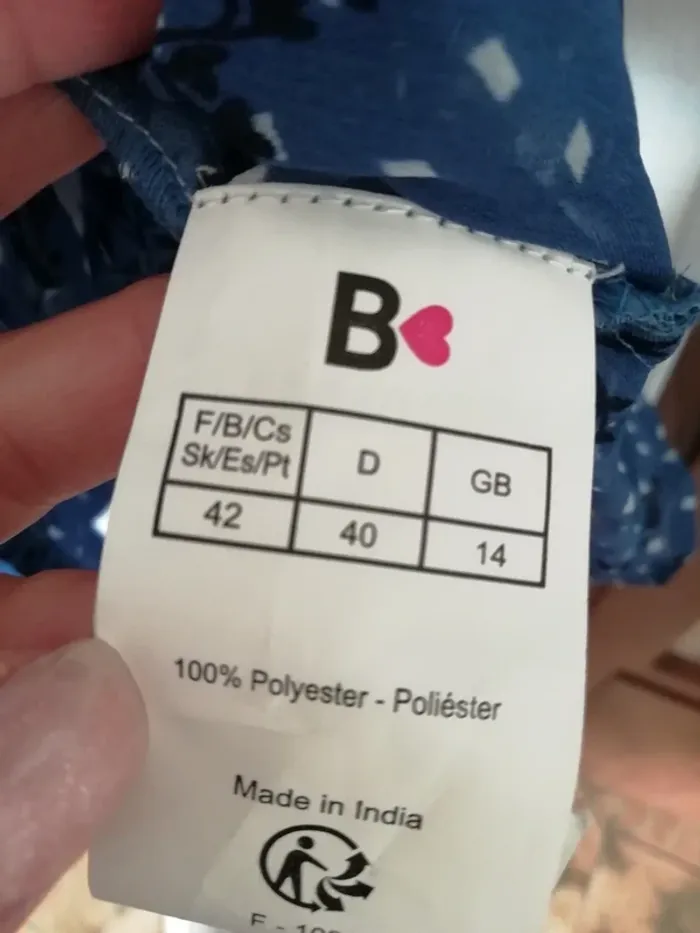 B
F/B/Cs
Sk/Es/Pt
D
GB
42
40
14
100% Polyester - Poliéster
Made in India